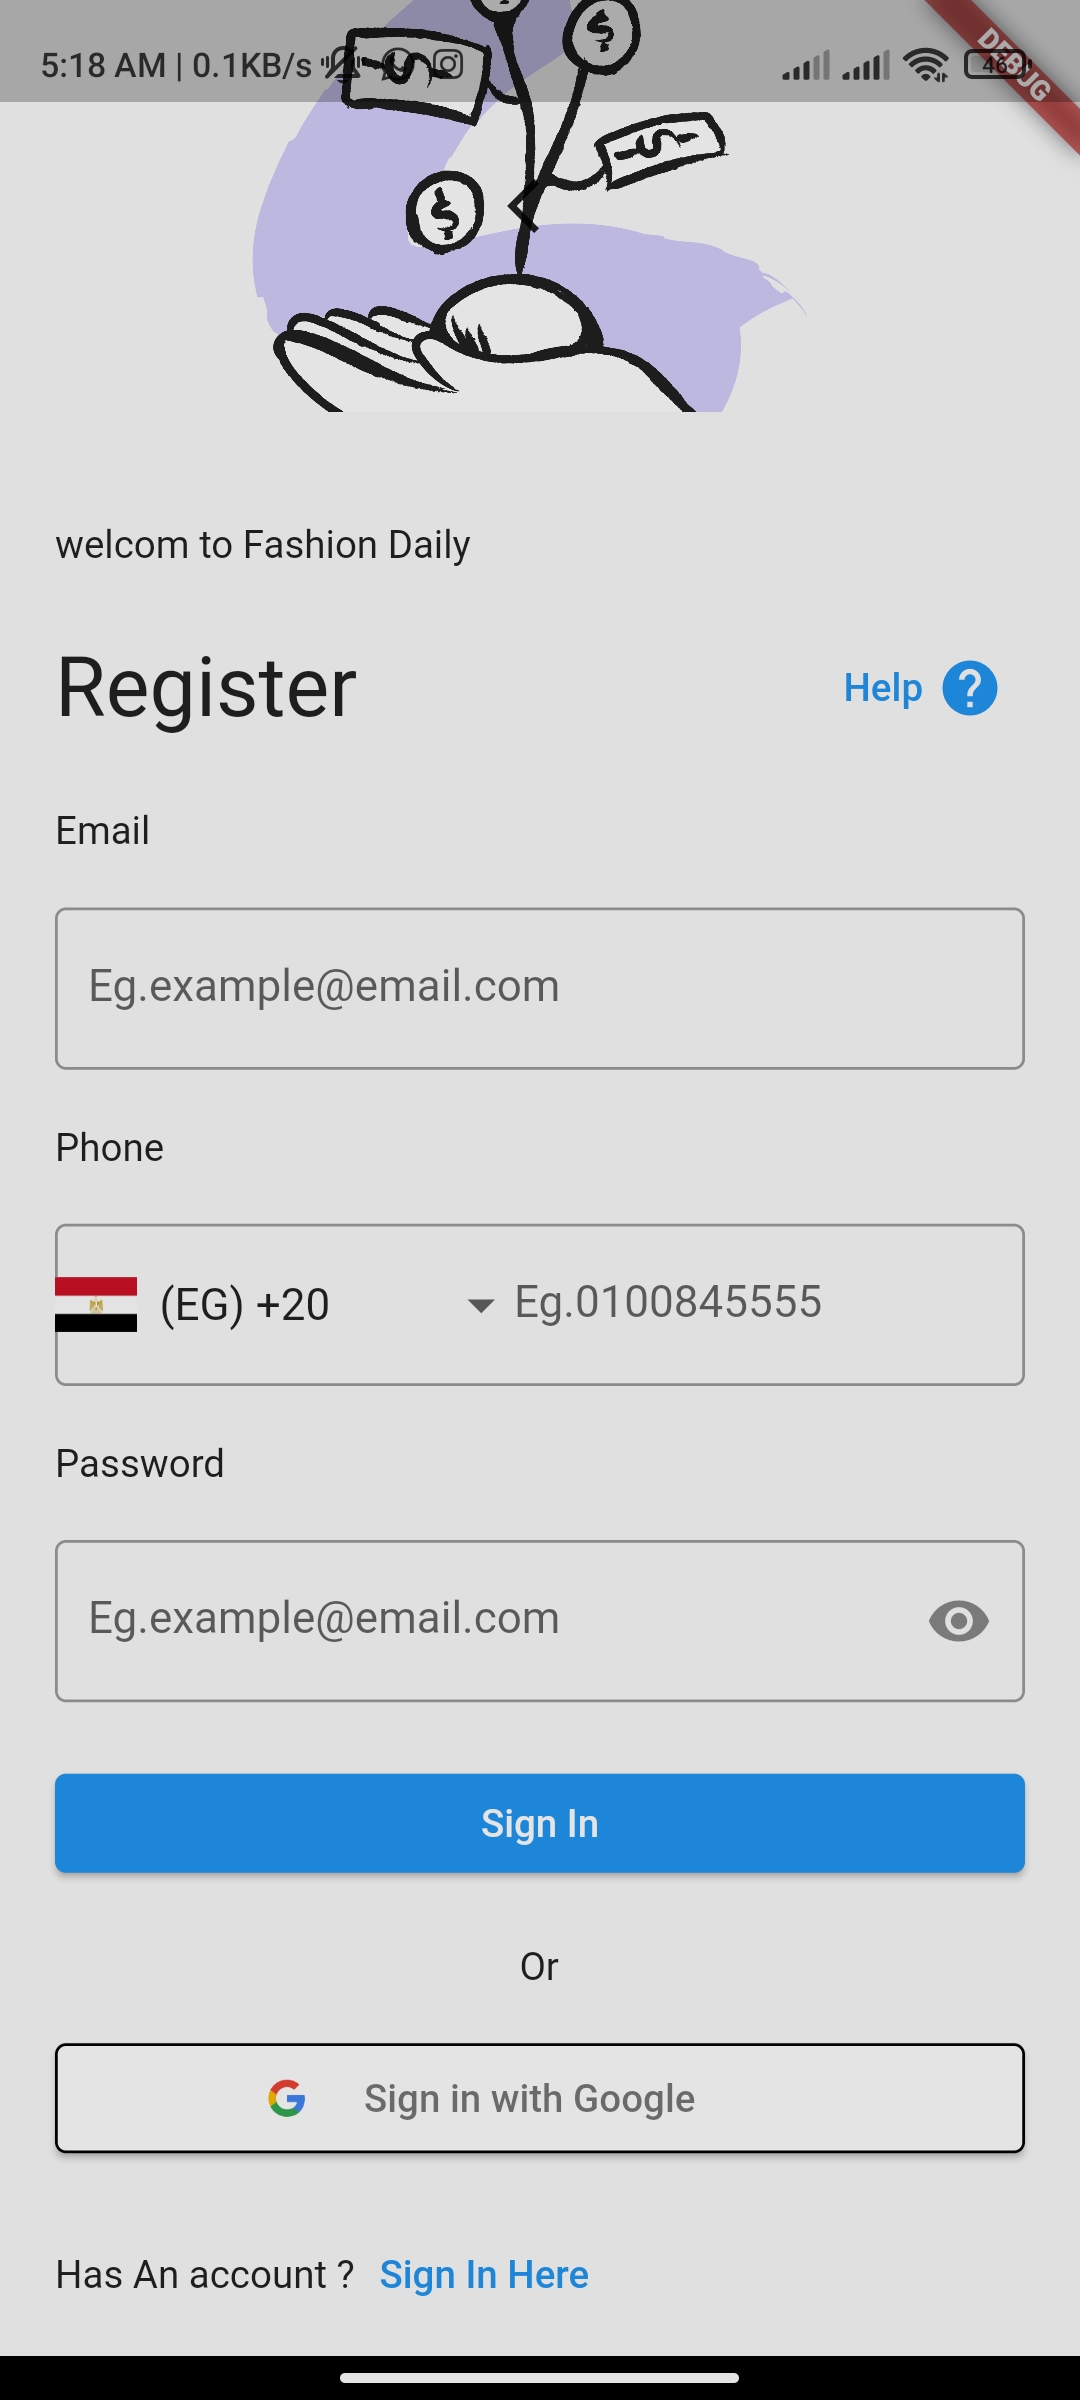 5:18 AM | 0.1KB/s
46
DEBUG
$
$
$
welcom to Fashion Daily
Register
Help ?
Email
Eg.example@email.com
Phone
(EG) +20 Eg.0100845555
Password
Eg.example@email.com
Sign In
Or
G Sign in with Google
Has An account ? Sign In Here